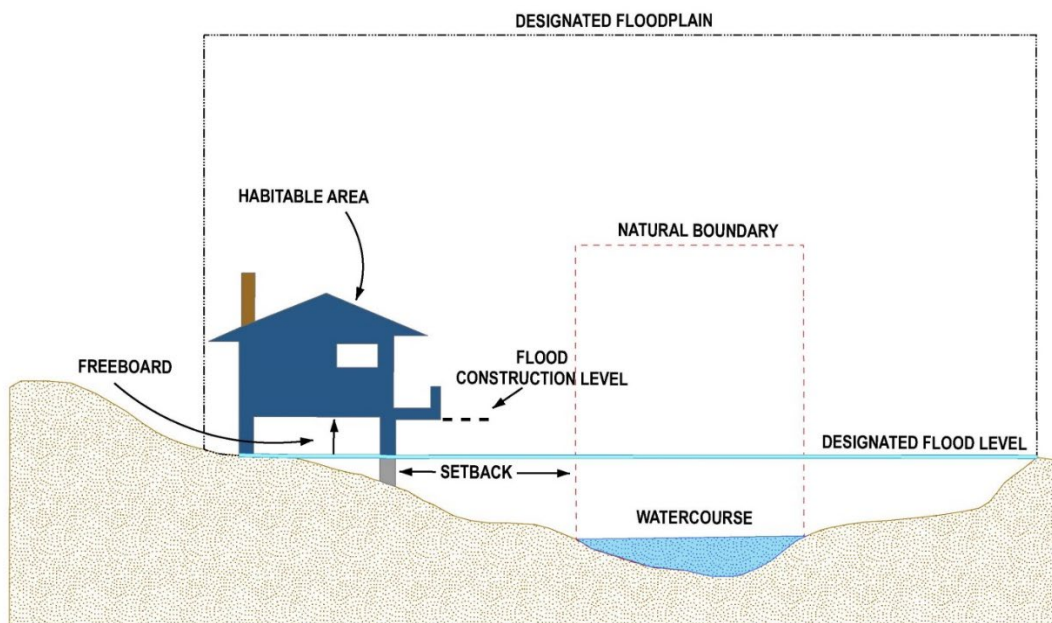 DESIGNATED FLOODPLAIN
HABITABLE AREA
NATURAL BOUNDARY
FREEBOARD
FLOOD
CONSTRUCTION LEVEL
DESIGNATED FLOOD LEVEL
SETBACK
WATERCOURSE